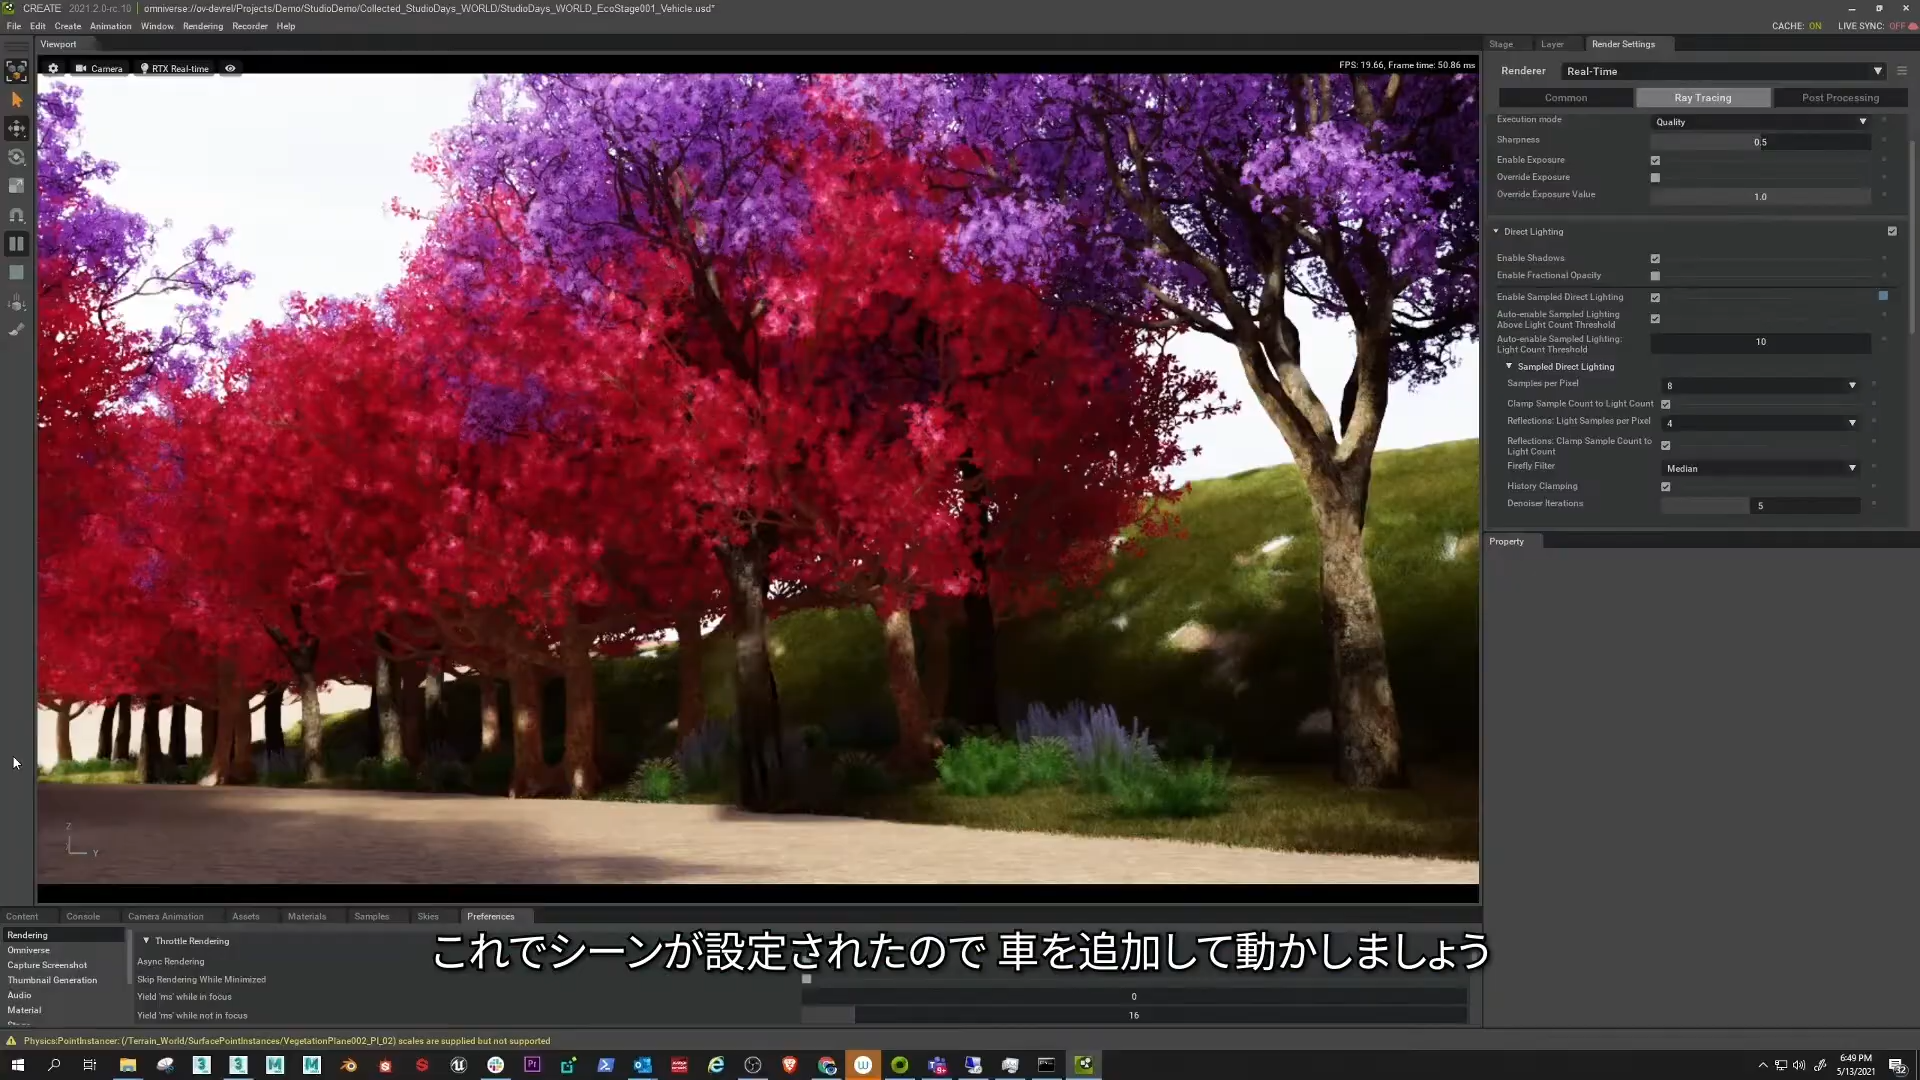 CREATE 2021.2.0-rc.10 | omniverse://ov-devrel/Projects/Demo/StudioDemo/Collected_StudioDays_WORLD/StudioDays_WORLD_EcoStage001_Vehicle.usd*
File Edit Create Animation Window Rendering Recorder Help
CACHE: ON LIVE SYNC: OFF
Viewport
Camera RTX Real-time
FPS: 19.66, Frame time: 50.86 ms
Z
Y
Stage Layer Render Settings
Renderer Real-Time
Common Ray Tracing Post Processing
Execution mode Quality
Sharpness 0.5
Enable Exposure
Override Exposure
Override Exposure Value 1.0
Direct Lighting
Enable Shadows
Enable Fractional Opacity
Enable Sampled Direct Lighting
Auto-enable Sampled Lighting
Above Light Count Threshold
Auto-enable Sampled Lighting:
Light Count Threshold 10
Sampled Direct Lighting
Samples per Pixel 8
Clamp Sample Count to Light Count
Reflections: Light Samples per Pixel 4
Reflections: Clamp Sample Count to
Light Count
Firefly Filter Median
History Clamping
Denoiser Iterations 5
Property
Content Console Camera Animation Assets Materials Samples Skies Preferences
Rendering
Omniverse
Capture Screenshot
Thumbnail Generation
Audio
Material
Throttle Rendering
Async Rendering
Skip Rendering While Minimized
Yield 'ms' while in focus 0
Yield 'ms' while not in focus 16
これでシーンが設定されたので 車を追加して動かしましょう
Physics:PointInstancer: (/Terrain_World/SurfacePointInstances/VegetationPlane002_PI_02) scales are supplied but not supported
6:49 PM
5/13/2021
32